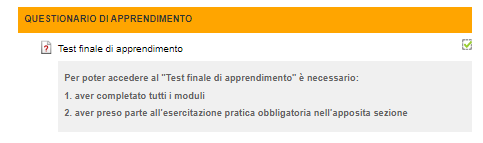 QUESTIONARIO DI APPRENDIMENTO
Test finale di apprendimento
Per poter accedere al "Test finale di apprendimento" è necessario:
1. aver completato tutti i moduli
2. aver preso parte all'esercitazione pratica obbligatoria nell'apposita sezione